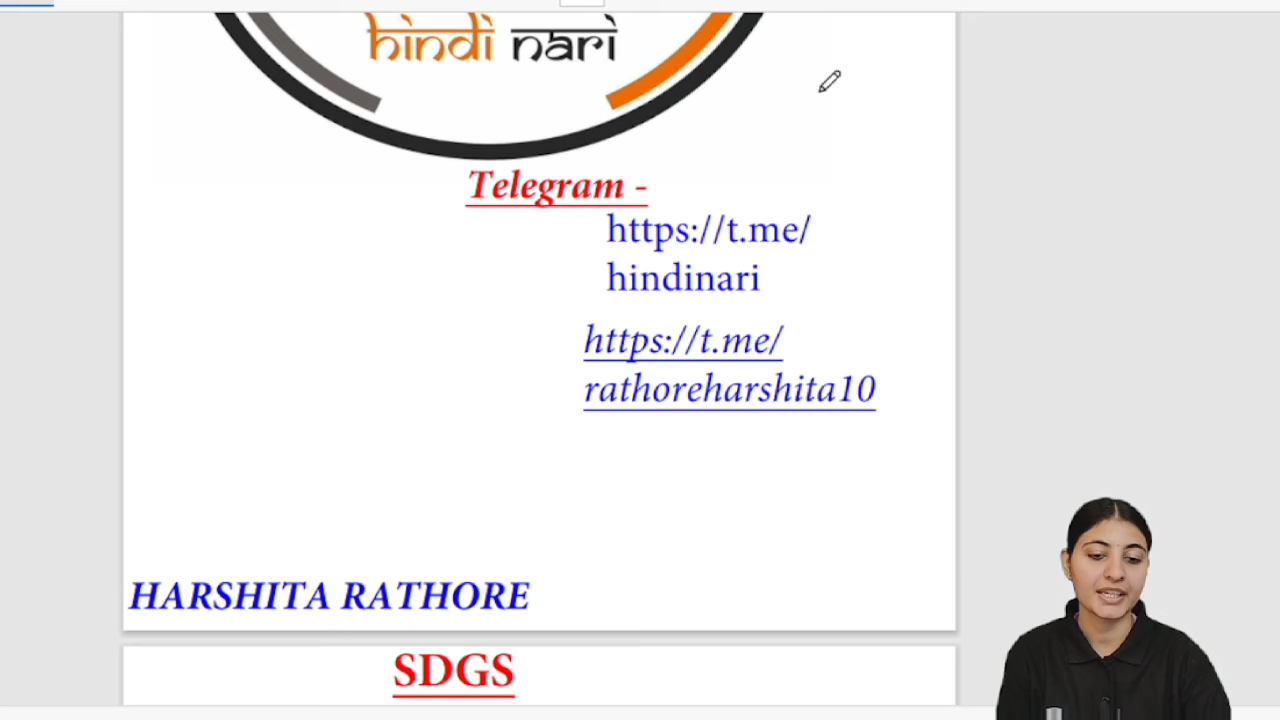 hindi nari
Telegram -
https://t.me/
hindinari
https://t.me/
rathoreharshita10
HARSHITA RATHORE
SDGS